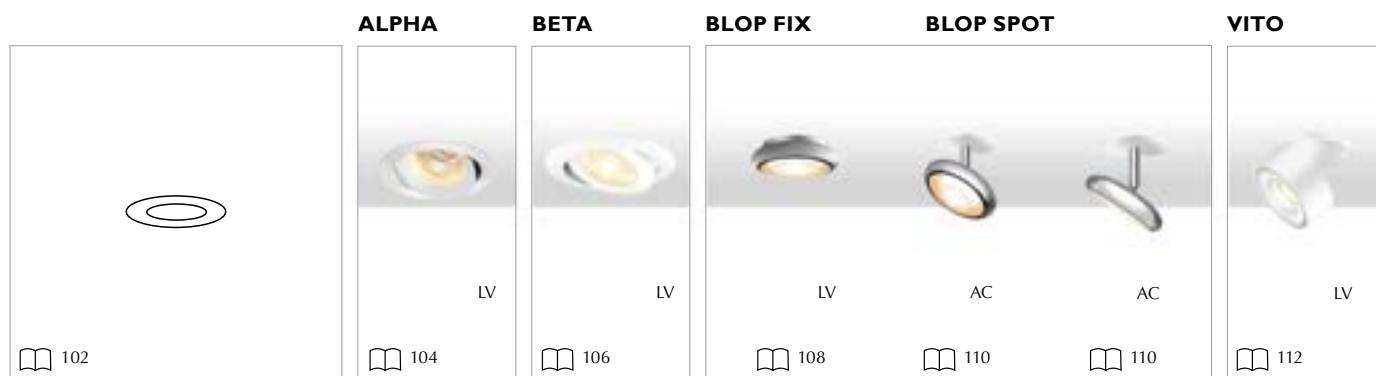 ALPHA BETA BLOP FIX BLOP SPOT VITO
LV LV LV AC AC LV
102 104 106 108 110 110 112